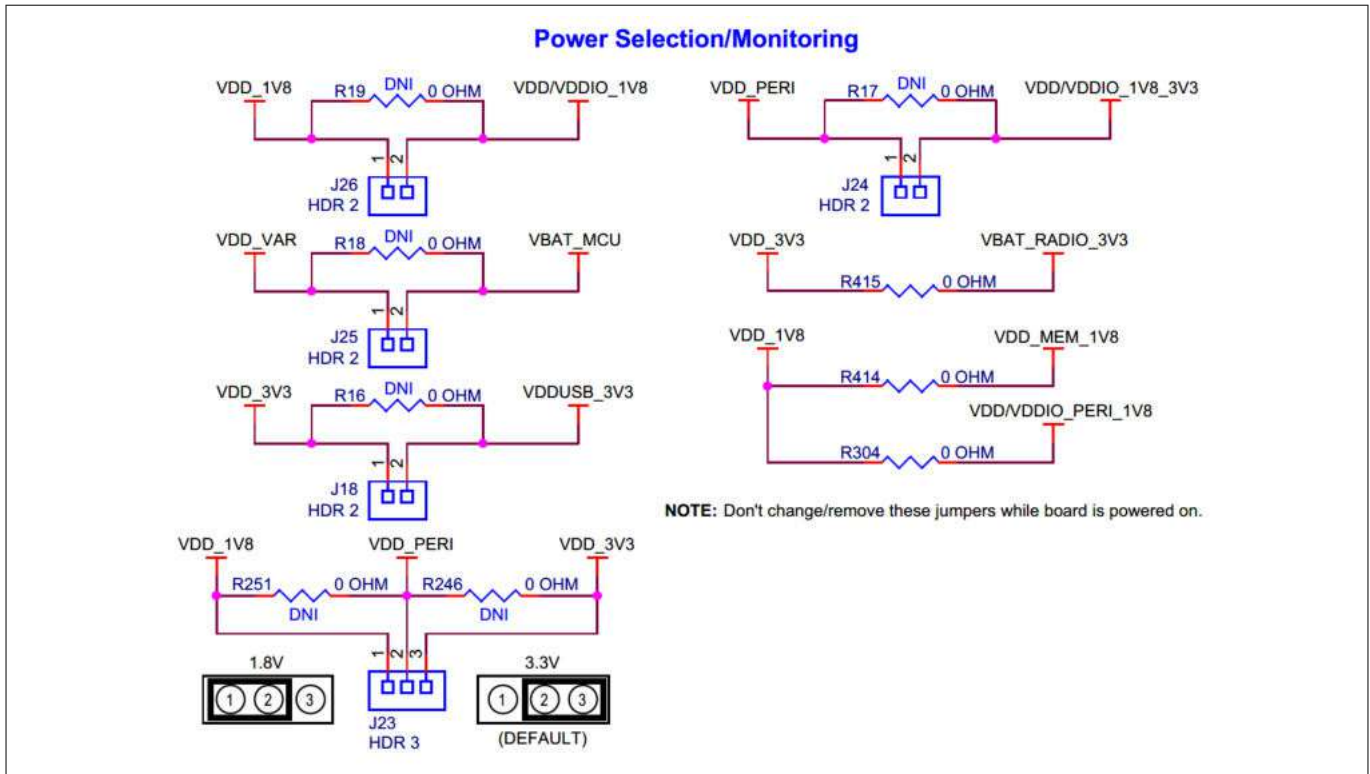 Power Selection/Monitoring
VDD_1V8
R19
DNI
0 OHM
VDD/VDDIO_1V8
1
2
J26
HDR 2
VDD_PERI
R17
DNI
0 OHM
VDD/VDDIO_1V8_3V3
1
2
J24
HDR 2
VDD_VAR
R18
DNI
0 OHM
VBAT_MCU
1
2
J25
HDR 2
VDD_3V3
VBAT_RADIO_3V3
R415
0 OHM
VDD_1V8
VDD_MEM_1V8
R414
0 OHM
VDD/VDDIO_PERI_1V8
R304
0 OHM
VDD_3V3
R16
DNI
0 OHM
VDDUSB_3V3
1
2
J18
HDR 2
NOTE: Don't change/remove these jumpers while board is powered on.
VDD_1V8
VDD_PERI
VDD_3V3
R251
0 OHM
DNI
R246
0 OHM
DNI
1
2
3
1.8V
1 2 3
J23
HDR 3
3.3V
1 2 3
(DEFAULT)